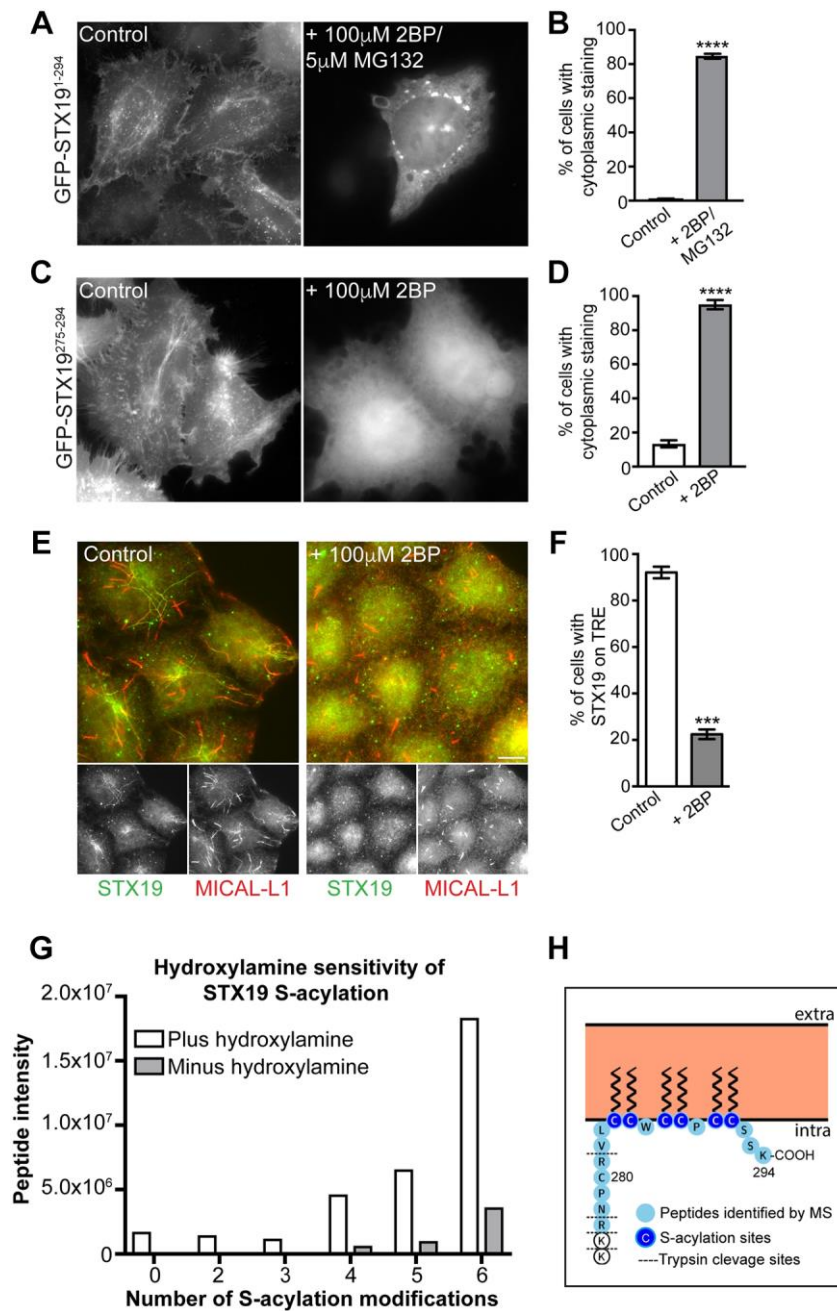 A
Control
+ 100μM 2BP/
5μM MG132
GFP-STX19¹⁻²⁹⁴
B
% of cells with
cytoplasmic staining
100
80
60
40
20
0
****
Control
+ 2BP/
MG132
C
Control
+ 100μM 2BP
GFP-STX19²⁷⁵⁻²⁹⁴
D
% of cells with
cytoplasmic staining
100
80
60
40
20
0
****
Control
+ 2BP
E
Control
+ 100μM 2BP
STX19
MICAL-L1
STX19
MICAL-L1
F
% of cells with
STX19 on TRE
100
80
60
40
20
0
***
Control
+ 2BP
G
Hydroxylamine sensitivity of
STX19 S-acylation
Plus hydroxylamine
Minus hydroxylamine
Peptide intensity
2.0x10⁷
1.5x10⁷
1.0x10⁷
5.0x10⁶
0
0 2 3 4 5 6
Number of S-acylation modifications
H
extra
intra
L C C W C C P C C S
V S
R K -COOH
280
294
C
P
N
R
K
K
Peptides identified by MS
C S-acylation sites
Trypsin clevage sites